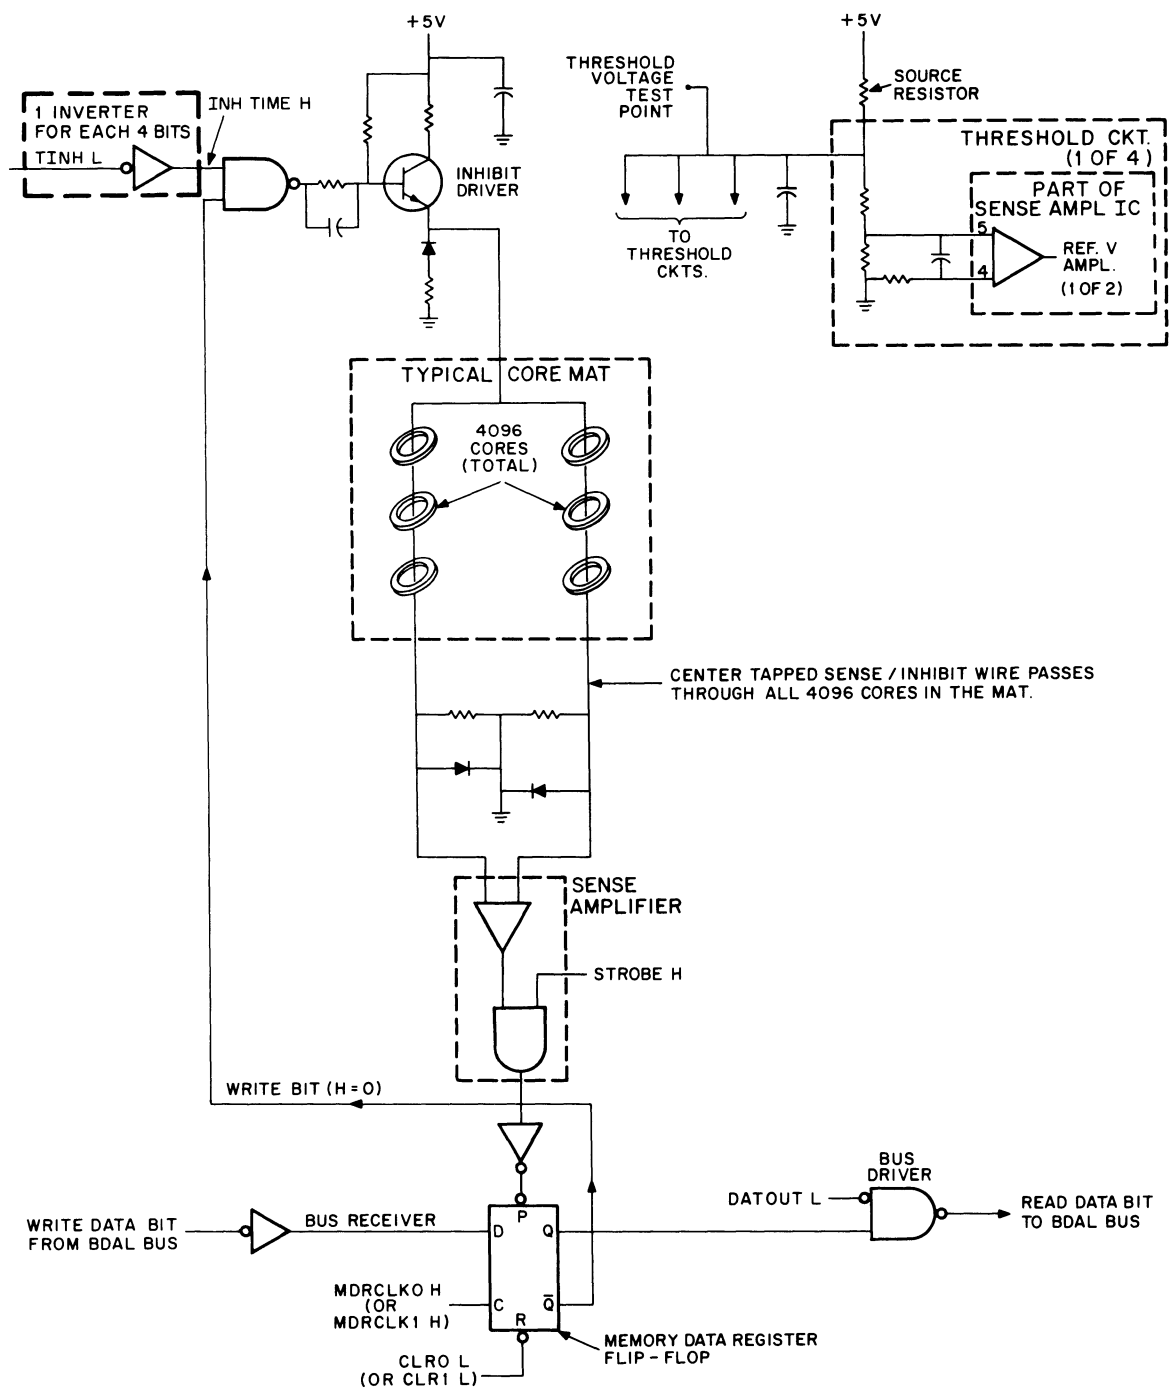 +5V
1 INVERTER
FOR EACH 4 BITS
TINH L
INH TIME H
INHIBIT
DRIVER
THRESHOLD
VOLTAGE
TEST
POINT
TO
THRESHOLD
CKTS.
+5V
SOURCE
RESISTOR
THRESHOLD CKT.
(1 OF 4)
PART OF
SENSE AMPL IC
5
4
REF. V
AMPL.
(1 OF 2)
TYPICAL CORE MAT
4096
CORES
(TOTAL)
CENTER TAPPED SENSE / INHIBIT WIRE PASSES
THROUGH ALL 4096 CORES IN THE MAT.
SENSE
AMPLIFIER
STROBE H
WRITE BIT (H=0)
WRITE DATA BIT
FROM BDAL BUS
BUS RECEIVER
P
D
Q
C
Q̅
R
MDRCLK0 H
(OR
MDRCLK1 H)
CLR0 L
(OR CLR1 L)
MEMORY DATA REGISTER
FLIP-FLOP
DATOUT L
BUS
DRIVER
READ DATA BIT
TO BDAL BUS